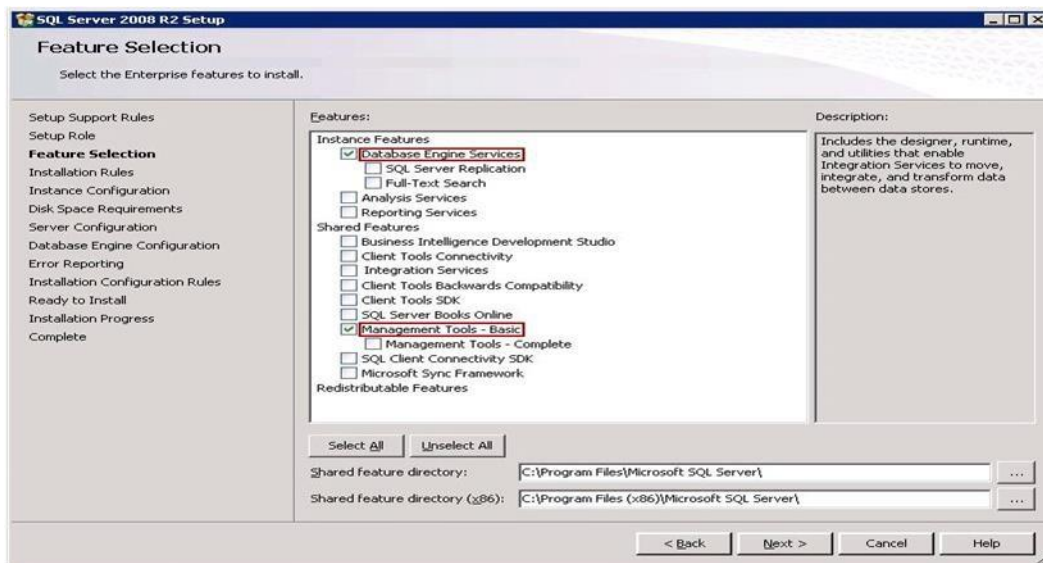 SQL Server 2008 R2 Setup
Feature Selection
Select the Enterprise features to install.
Setup Support Rules
Setup Role
Feature Selection
Installation Rules
Instance Configuration
Disk Space Requirements
Server Configuration
Database Engine Configuration
Error Reporting
Installation Configuration Rules
Ready to Install
Installation Progress
Complete
Features:
Instance Features
Database Engine Services
SQL Server Replication
Full-Text Search
Analysis Services
Reporting Services
Shared Features
Business Intelligence Development Studio
Client Tools Connectivity
Integration Services
Client Tools Backwards Compatibility
Client Tools SDK
SQL Server Books Online
Management Tools - Basic
Management Tools - Complete
SQL Client Connectivity SDK
Microsoft Sync Framework
Redistributable Features
Description:
Includes the designer, runtime,
and utilities that enable
Integration Services to move,
integrate, and transform data
between data stores.
Select All
Unselect All
Shared feature directory:
C:\Program Files\Microsoft SQL Server\
...
Shared feature directory (x86):
C:\Program Files (x86)\Microsoft SQL Server\
...
< Back
Next >
Cancel
Help